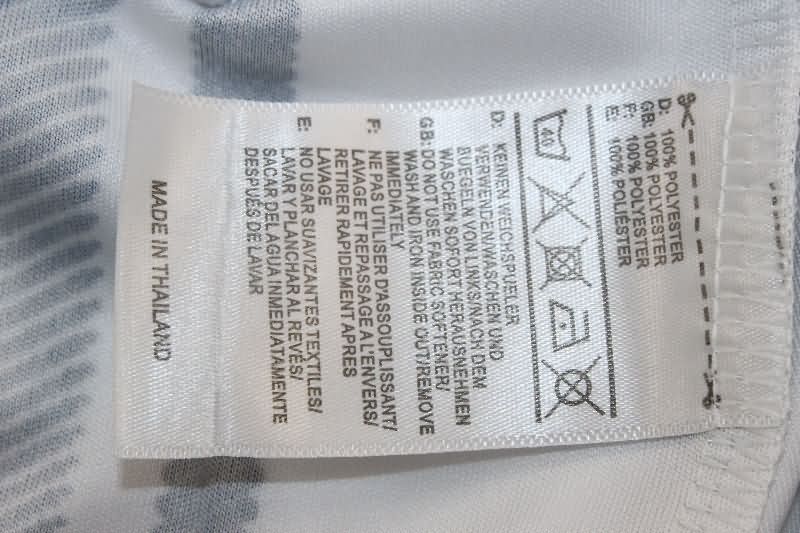 D: 100% POLYESTER
GB: 100% POLYESTER
F: 100% POLYESTER
E: 100% POLIÉSTER
40
D: KEINEN WEICHSPUELER
VERWENDEN/WASCHEN UND
BUEGELN VON LINKS/NACH DEM
WASCHEN SOFORT HERAUSNEHMEN
GB: DO NOT USE FABRIC SOFTENER/
WASH AND IRON INSIDE OUT/REMOVE
IMMEDIATELY
F: NE PAS UTILISER D'ASSOUPLISSANT/
LAVAGE ET REPASSAGE A L'ENVERS/
RETIRER RAPIDEMENT APRES
LAVAGE
E: NO USAR SUAVIZANTES TEXTILES/
LAVAR Y PLANCHAR AL REVÉS/
SACAR DEL AGUA INMEDIATAMENTE
DESPUÉS DE LAVAR
MADE IN THAILAND